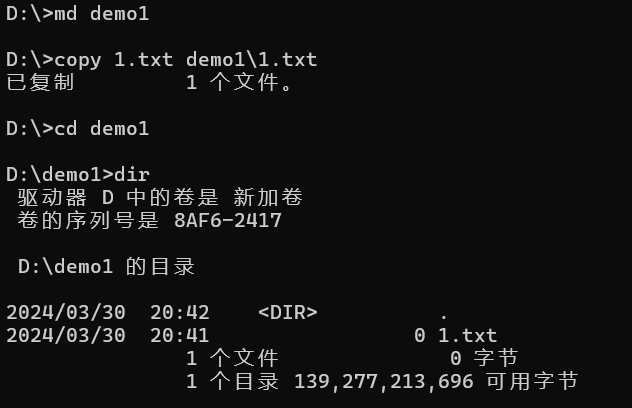 D:\>md demo1
D:\>copy 1.txt demo1\1.txt
已复制         1 个文件。
D:\>cd demo1
D:\demo1>dir
 驱动器 D 中的卷是 新加卷
 卷的序列号是 8AF6-2417
 D:\demo1 的目录
2024/03/30  20:42    <DIR>          .
2024/03/30  20:41                 0 1.txt
               1 个文件              0 字节
               1 个目录 139,277,213,696 可用字节